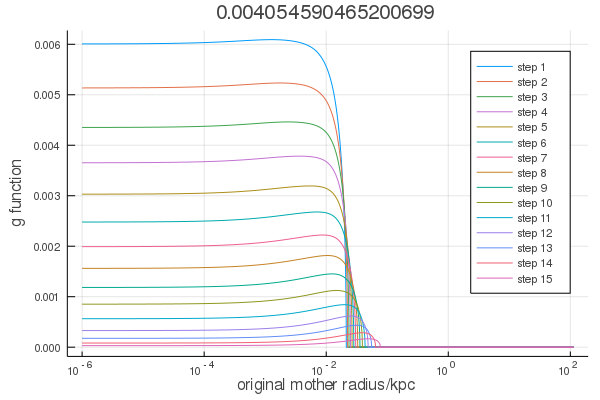 0.004054590465200699
g function
0.006
0.005
0.004
0.003
0.002
0.001
0.000
10^-6
10^-4
10^-2
10^0
10^2
original mother radius/kpc
step 1
step 2
step 3
step 4
step 5
step 6
step 7
step 8
step 9
step 10
step 11
step 12
step 13
step 14
step 15